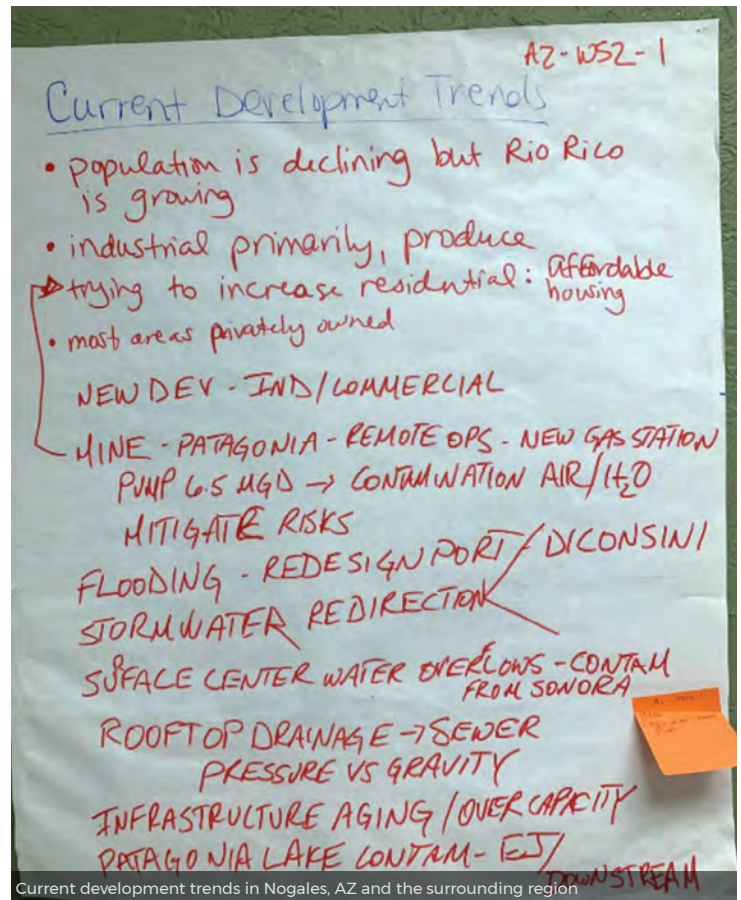 AZ-WS2-1
Current Development Trends
• population is declining but Rio Rico
is growing
• industrial primarily, produce
trying to increase residential: affordable
housing
• most areas privately owned
NEW DEV - IND/COMMERCIAL
MINE - PATAGONIA - REMOTE OPS - NEW GAS STATION
PUMP 6.5 MGD → CONTAMINATION AIR/H₂O
MITIGATE RISKS
FLOODING - REDESIGN PORT / DICONSINI
STORMWATER REDIRECTION
SURFACE CENTER WATER OVERFLOWS - CONTAM
FROM SONORA
ROOFTOP DRAINAGE → SEWER
PRESSURE VS GRAVITY
INFRASTRUCTURE AGING / OVER CAPACITY
PATAGONIA LAKE CONTAM - EJ/
DOWNSTREAM
Current development trends in Nogales, AZ and the surrounding region